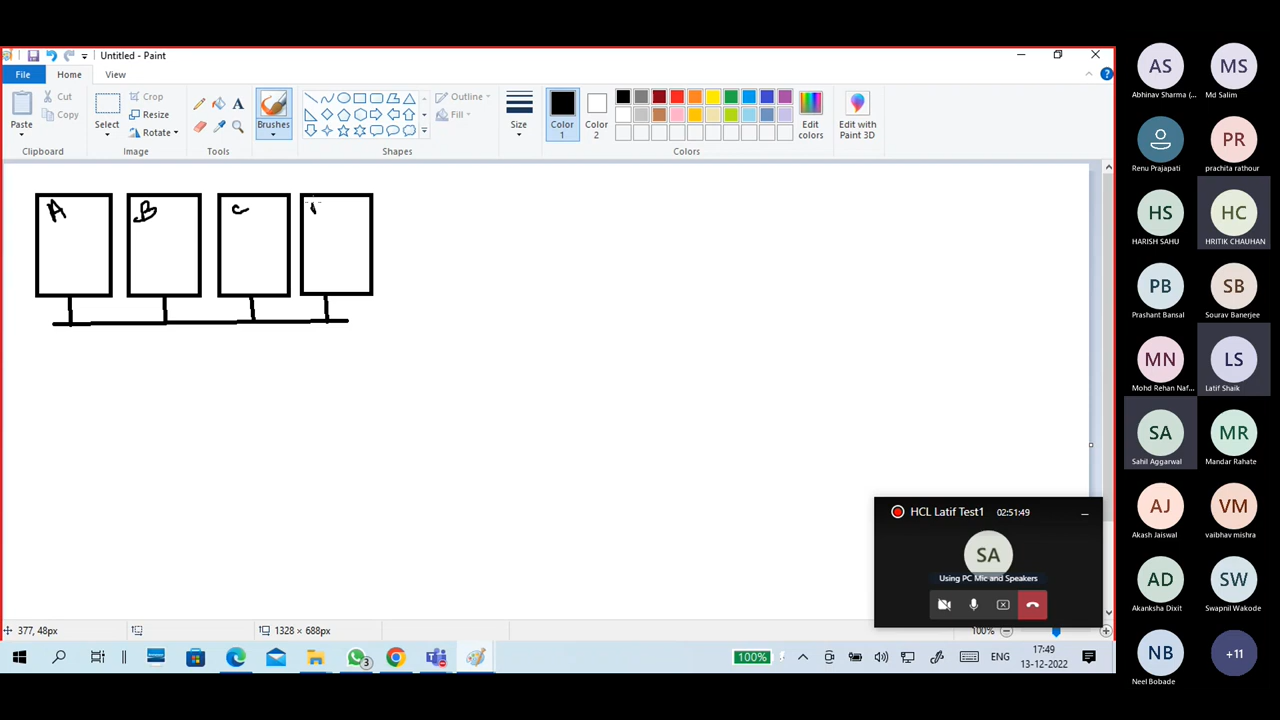 Untitled - Paint
File
Home
View
Paste
Cut
Copy
Clipboard
Select
Crop
Resize
Rotate
Image
A
Tools
Brushes
Outline
Fill
Shapes
Size
Color 1
Color 2
Edit colors
Colors
Edit with Paint 3D
A B C
HCL Latif Test1 02:51:49
SA
Using PC Mic and Speakers
377, 48px
1328 × 688px
100%
3
100%
ENG
17:49
13-12-2022
AS
Abhinav Sharma (...
MS
Md Salim
Renu Prajapati
PR
prachita rathour
HS
HARISH SAHU
HC
HRITIK CHAUHAN
PB
Prashant Bansal
SB
Sourav Banerjee
MN
Mohd Rehan Naf...
LS
Latif Shaik
SA
Sahil Aggarwal
MR
Mandar Rahate
AJ
Akash Jaiswal
VM
vaibhav mishra
AD
Akanksha Dixit
SW
Swapnil Wakode
NB
Neel Bobade
+11